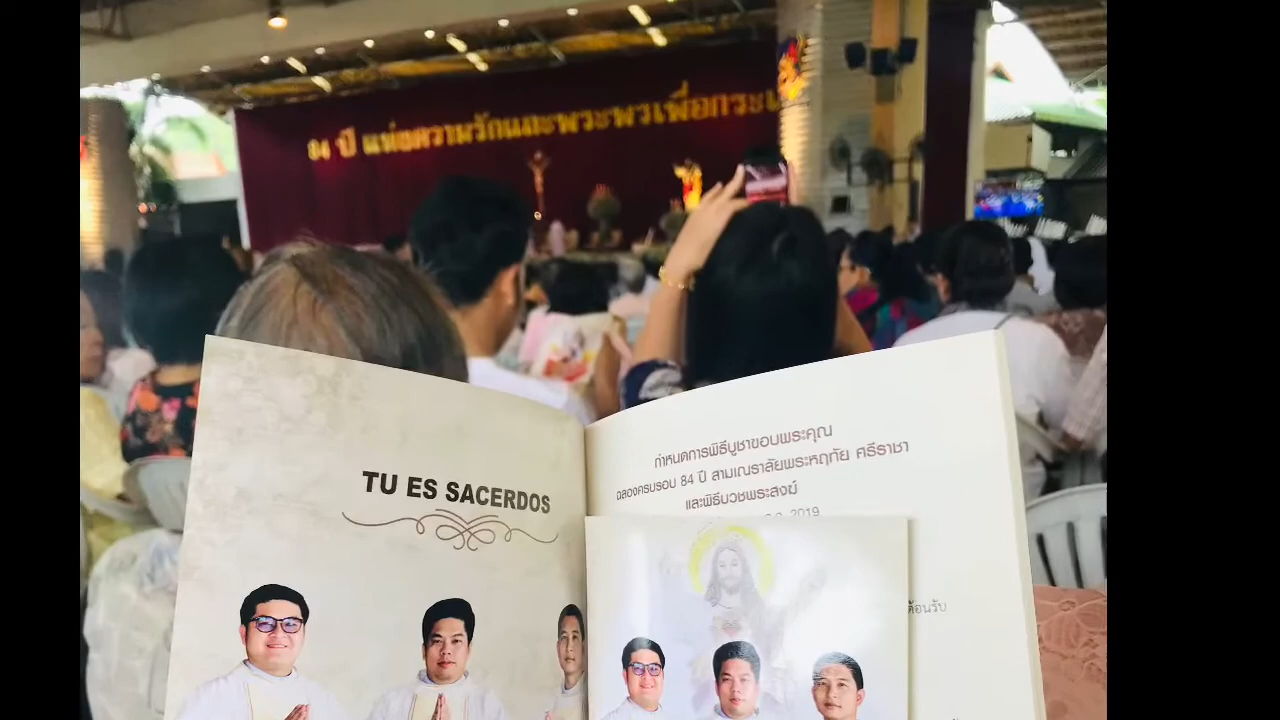 84 ปี แห่งความรักและพระพรเพื่อกระ
TU ES SACERDOS
กำหนดการพิธีบูชาขอบพระคุณ
ฉลองครบรอบ 84 ปี สามเณราลัยพระหฤทัย ศรีราชา
และพิธีบวชพระสงฆ์
2019
ต้อนรับ